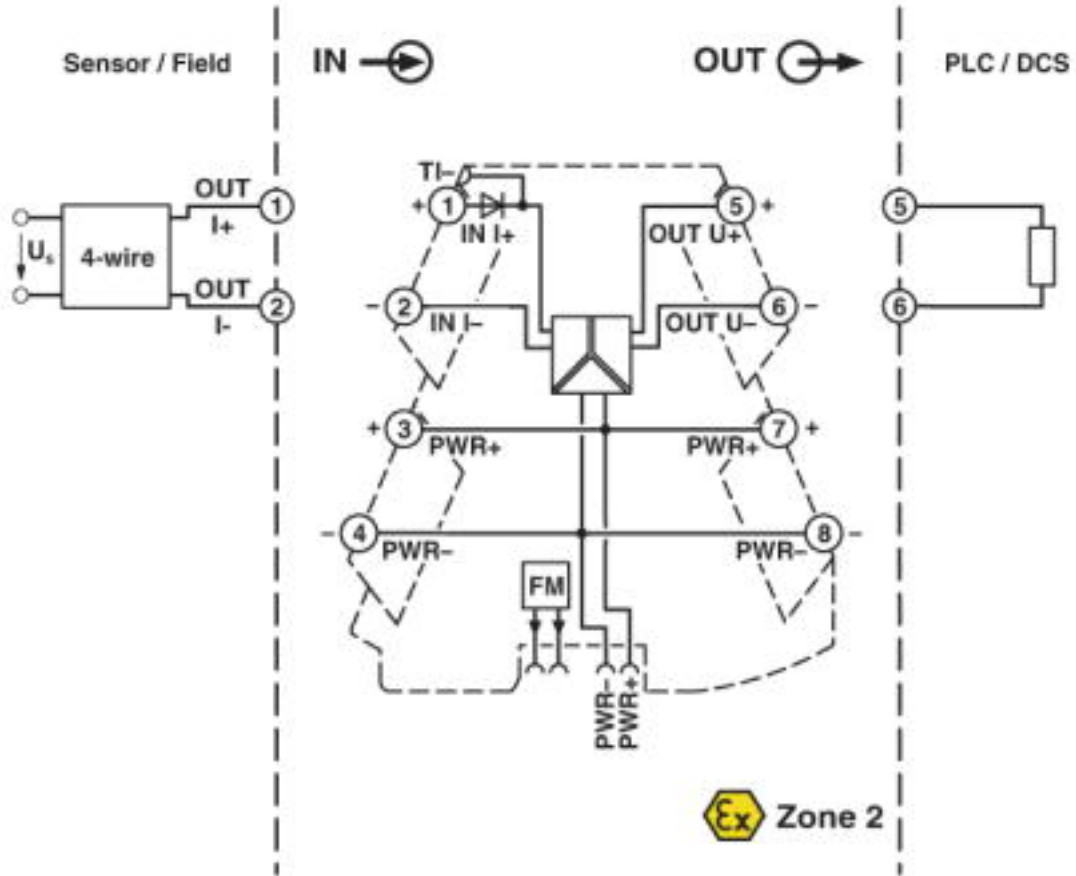 Sensor / Field
IN
OUT
PLC / DCS
TI–
OUT
1
I+
+ 1
IN I+
5 +
OUT U+
5
Us
4-wire
OUT
2
I-
– 2
IN I–
6 –
OUT U–
6
+ 3
PWR+
7 +
PWR+
– 4
PWR–
8 –
PWR–
FM
PWR–
PWR+
Ex Zone 2